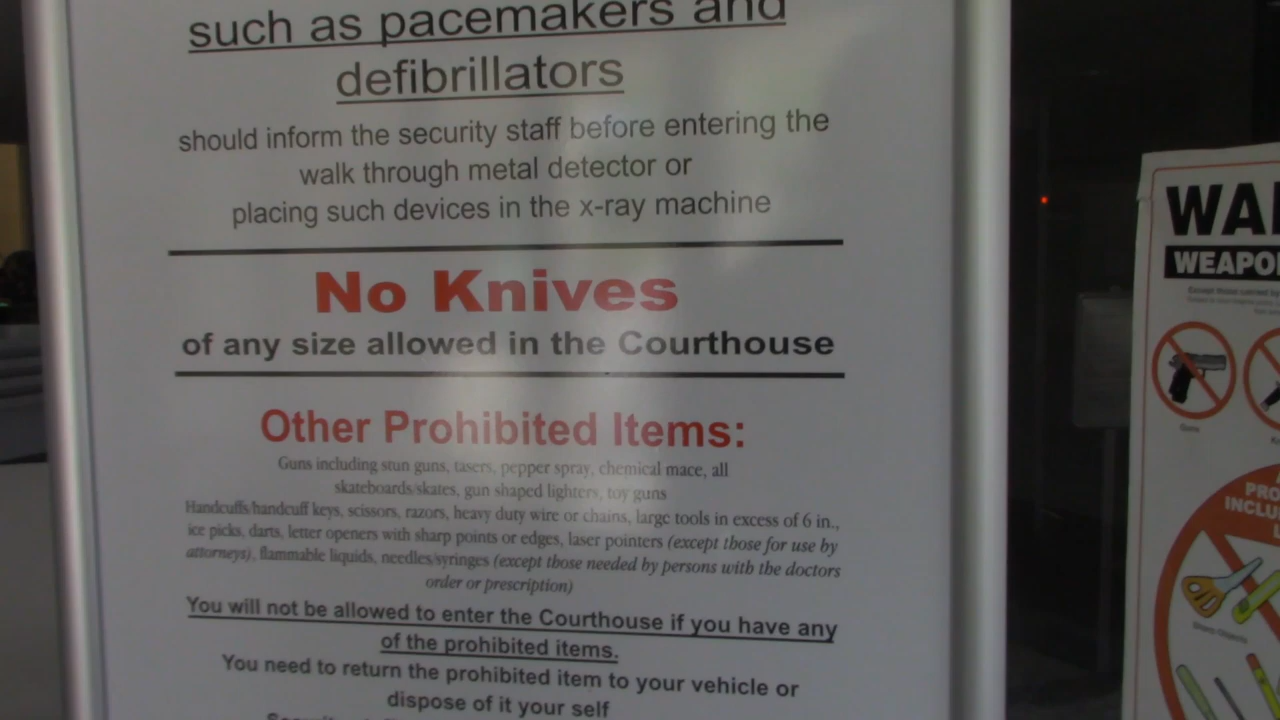 such as pacemakers and
defibrillators
should inform the security staff before entering the
walk through metal detector or
placing such devices in the x-ray machine
No Knives
of any size allowed in the Courthouse
Other Prohibited Items:
Guns including stun guns, tasers, pepper spray, chemical mace, all
skateboards/skates, gun shaped lighters, toy guns
Handcuffs/handcuff keys, scissors, razors, heavy duty wire or chains, large tools in excess of 6 in.,
ice picks, darts, letter openers with sharp points or edges, laser pointers (except those for use by
attorneys), flammable liquids, needles/syringes (except those needed by persons with the doctors
order or prescription)
You will not be allowed to enter the Courthouse if you have any
of the prohibited items.
You need to return the prohibited item to your vehicle or
dispose of it your self
WA
WEAPO
Guns
PRO
INCLU
Sharp Objects